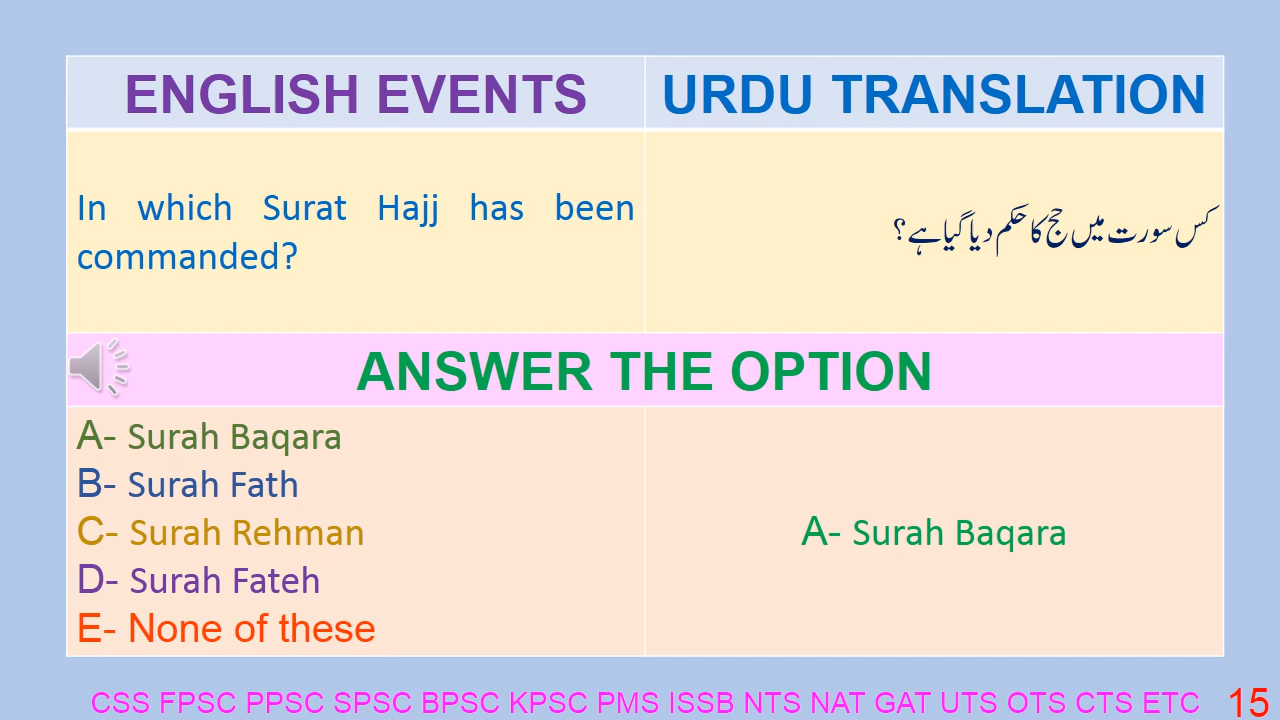 ENGLISH EVENTS
URDU TRANSLATION
In which Surat Hajj has been
commanded?
کس سورت میں حج کا حکم دیا گیا ہے؟
ANSWER THE OPTION
A- Surah Baqara
B- Surah Fath
C- Surah Rehman
D- Surah Fateh
E- None of these
A- Surah Baqara
CSS FPSC PPSC SPSC BPSC KPSC PMS ISSB NTS NAT GAT UTS OTS CTS ETC
15